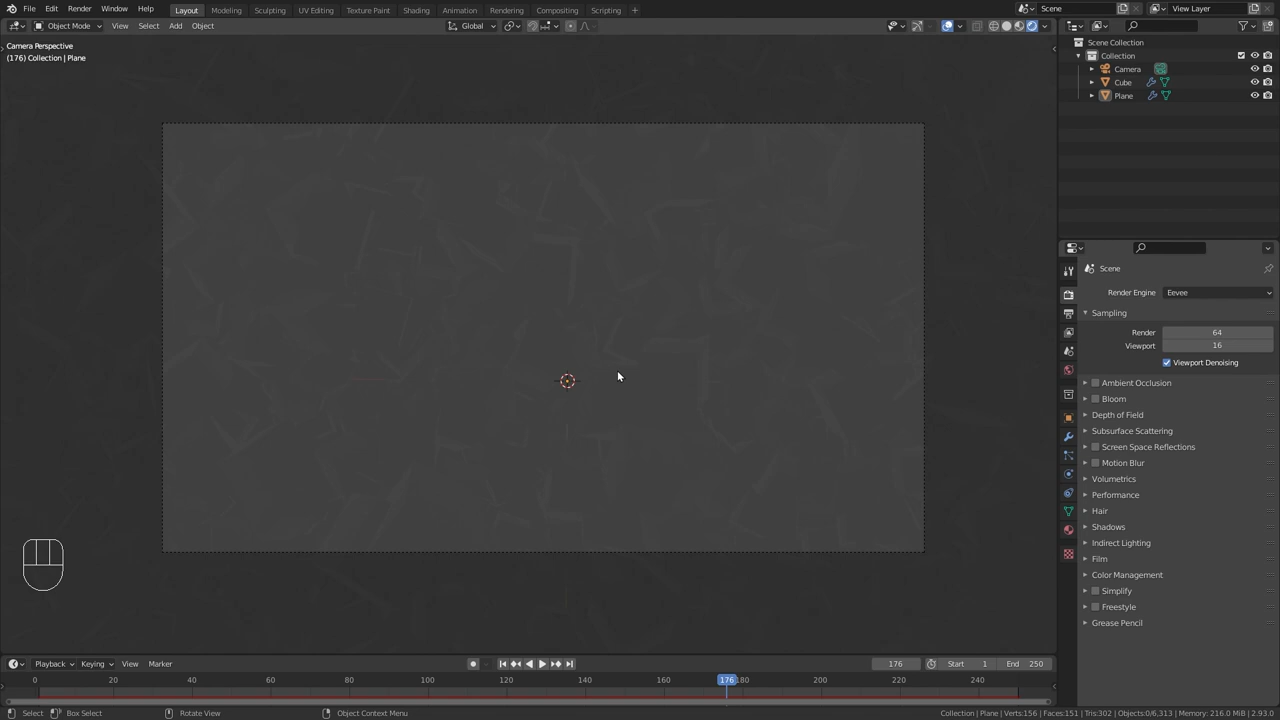 File Edit Render Window Help Layout Modeling Sculpting UV Editing Texture Paint Shading Animation Rendering Compositing Scripting + Scene View Layer
Object Mode View Select Add Object Global
Camera Perspective
(176) Collection | Plane
Scene Collection
Collection
Camera
Cube
Plane
Scene
Render Engine Eevee
Sampling
Render 64
Viewport 16
Viewport Denoising
Ambient Occlusion
Bloom
Depth of Field
Subsurface Scattering
Screen Space Reflections
Motion Blur
Volumetrics
Performance
Hair
Shadows
Indirect Lighting
Film
Color Management
Simplify
Freestyle
Grease Pencil
Playback Keying View Marker 176 Start 1 End 250
0 20 40 60 80 100 120 140 160 176 180 200 220 240
Select Box Select Rotate View Object Context Menu Collection | Plane | Verts:156 | Faces:151 | Tris:302 | Objects:0/6,313 | Memory: 216.0 MiB | 2.93.0